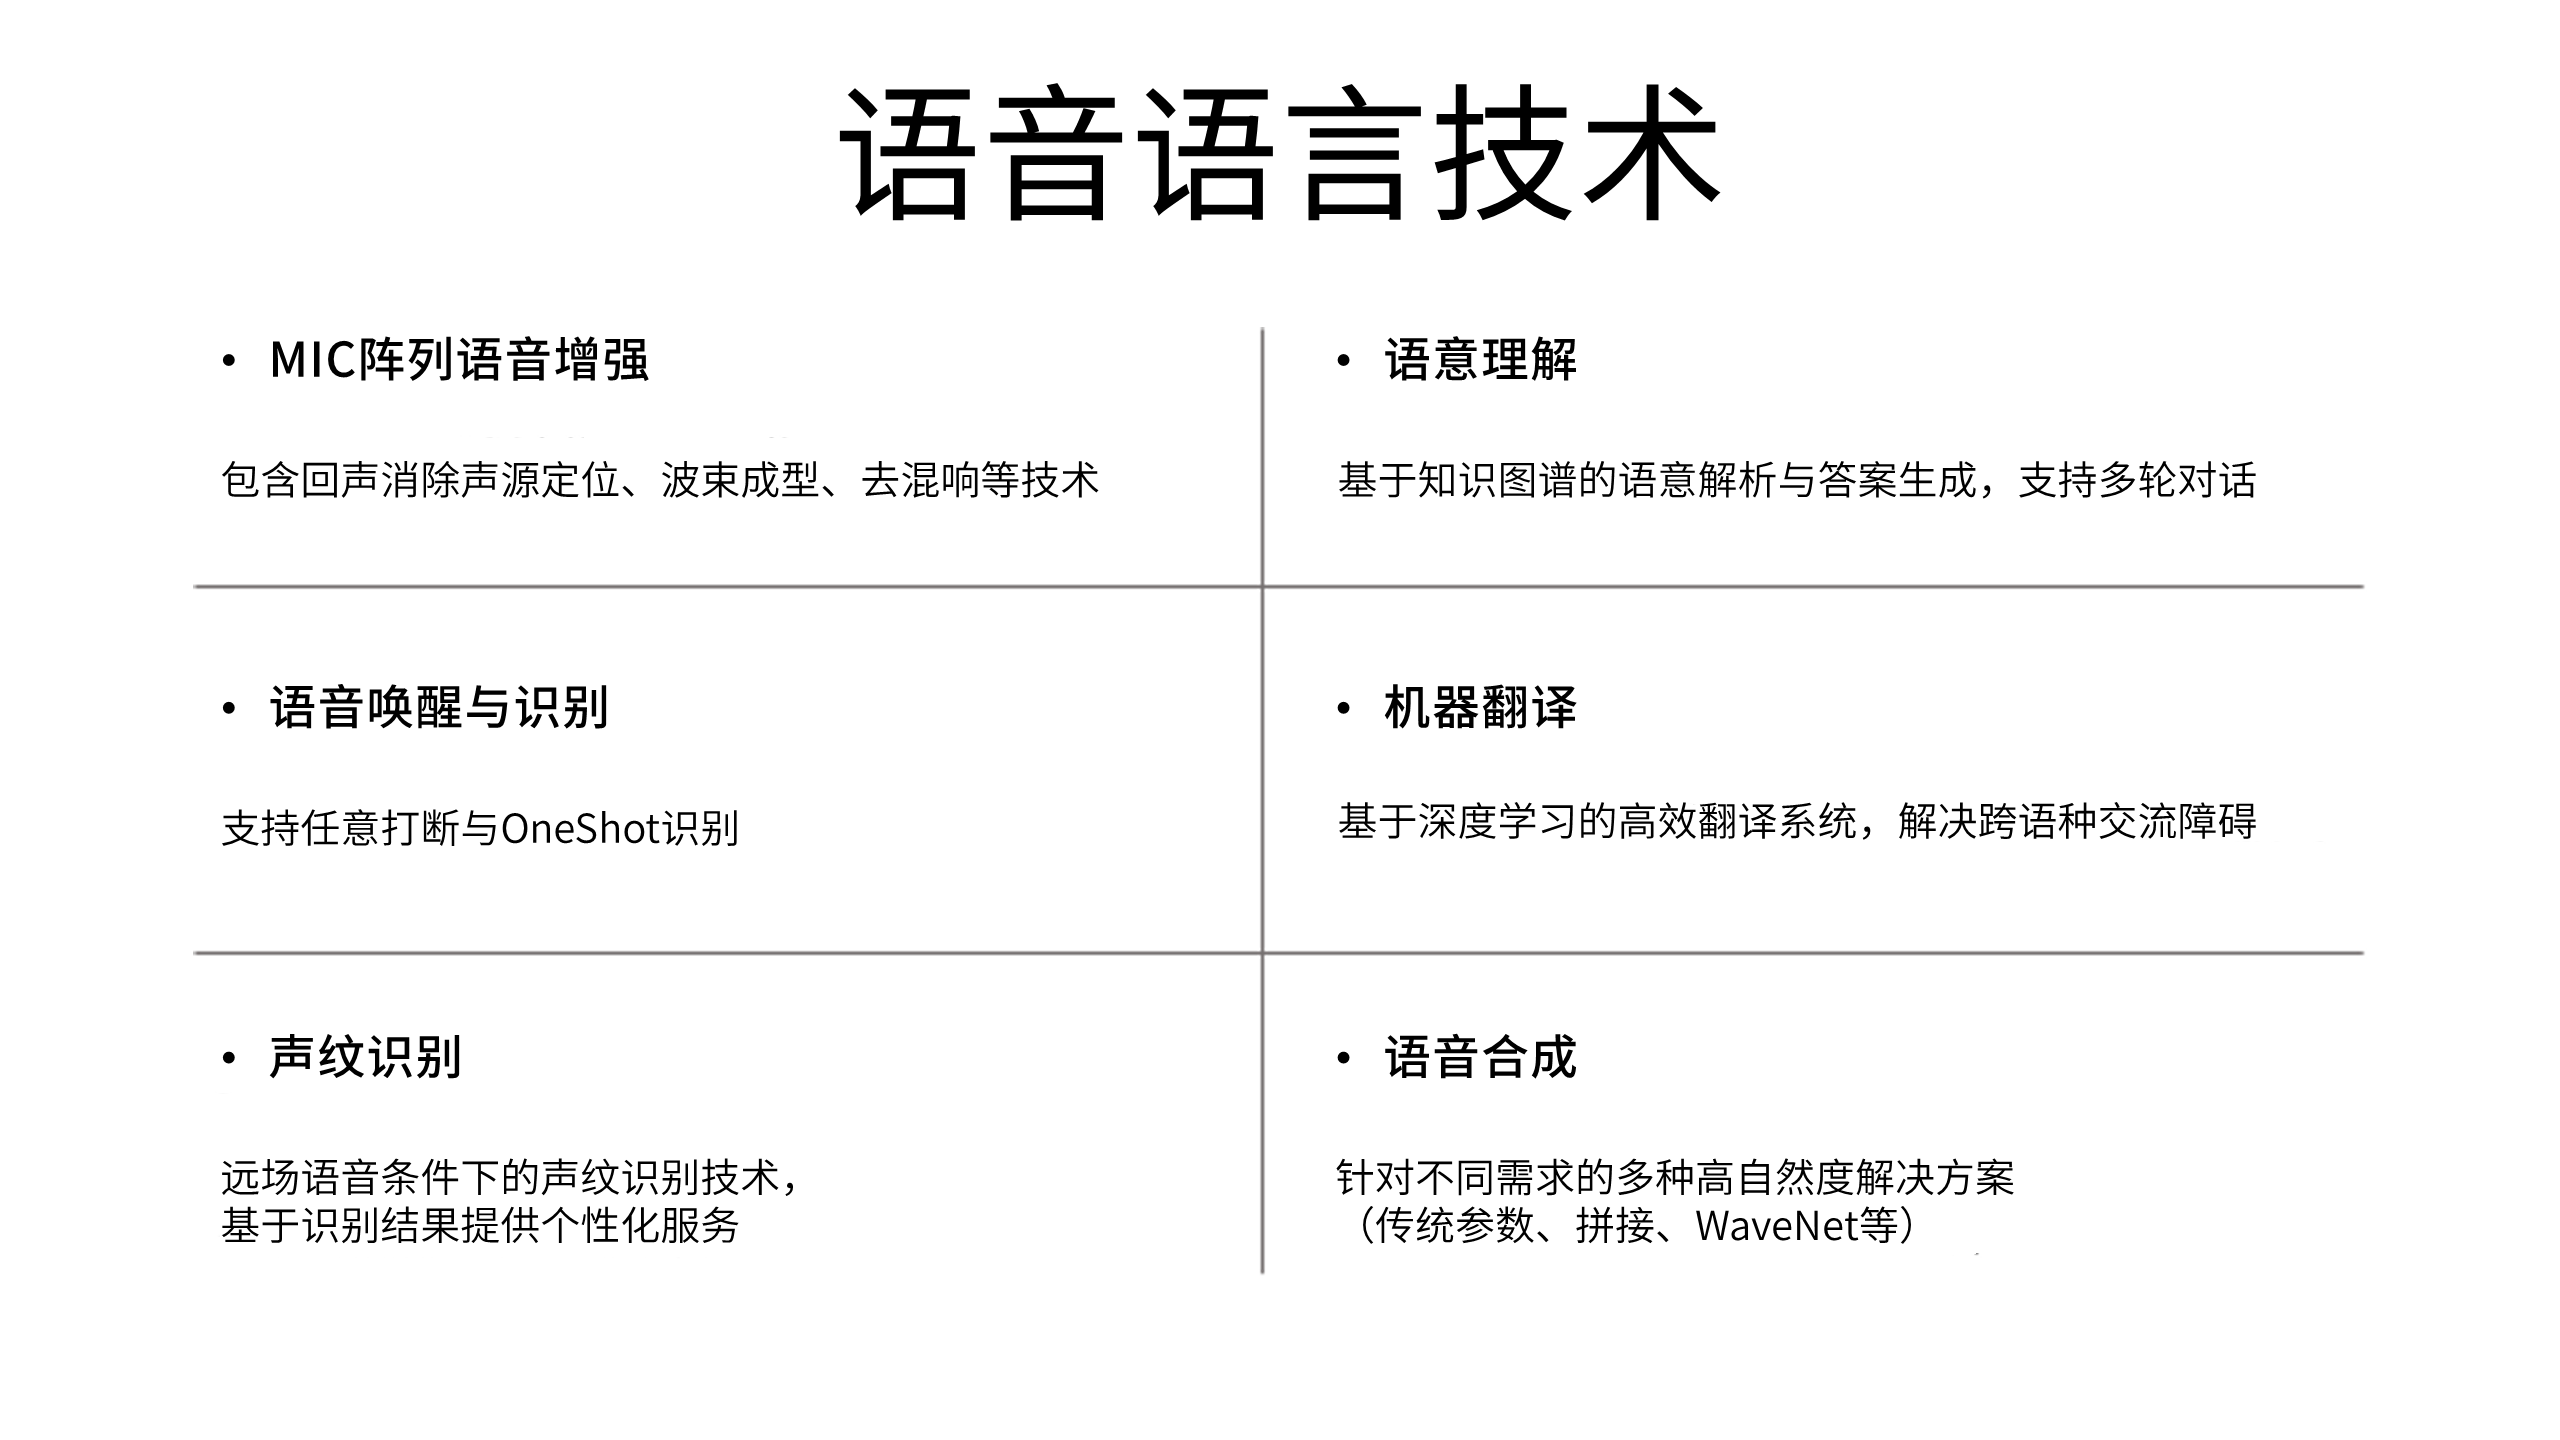 语音语言技术
• MIC阵列语音增强
包含回声消除声源定位、波束成型、去混响等技术
• 语意理解
基于知识图谱的语意解析与答案生成，支持多轮对话
• 语音唤醒与识别
支持任意打断与OneShot识别
• 机器翻译
基于深度学习的高效翻译系统，解决跨语种交流障碍
• 声纹识别
远场语音条件下的声纹识别技术，
基于识别结果提供个性化服务
• 语音合成
针对不同需求的多种高自然度解决方案
（传统参数、拼接、WaveNet等）